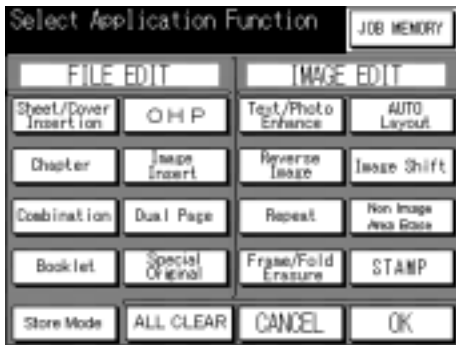 Select Application Function
JOB MEMORY
FILE EDIT
IMAGE EDIT
Sheet/Cover
Insertion
OHP
Text/Photo
Enhance
AUTO
Layout
Chapter
Image
Insert
Reverse
Image
Image Shift
Combination
Dual Page
Repeat
Non Image
Area Erase
Booklet
Special
Original
Frame/Fold
Erasure
STAMP
Store Mode
ALL CLEAR
CANCEL
OK